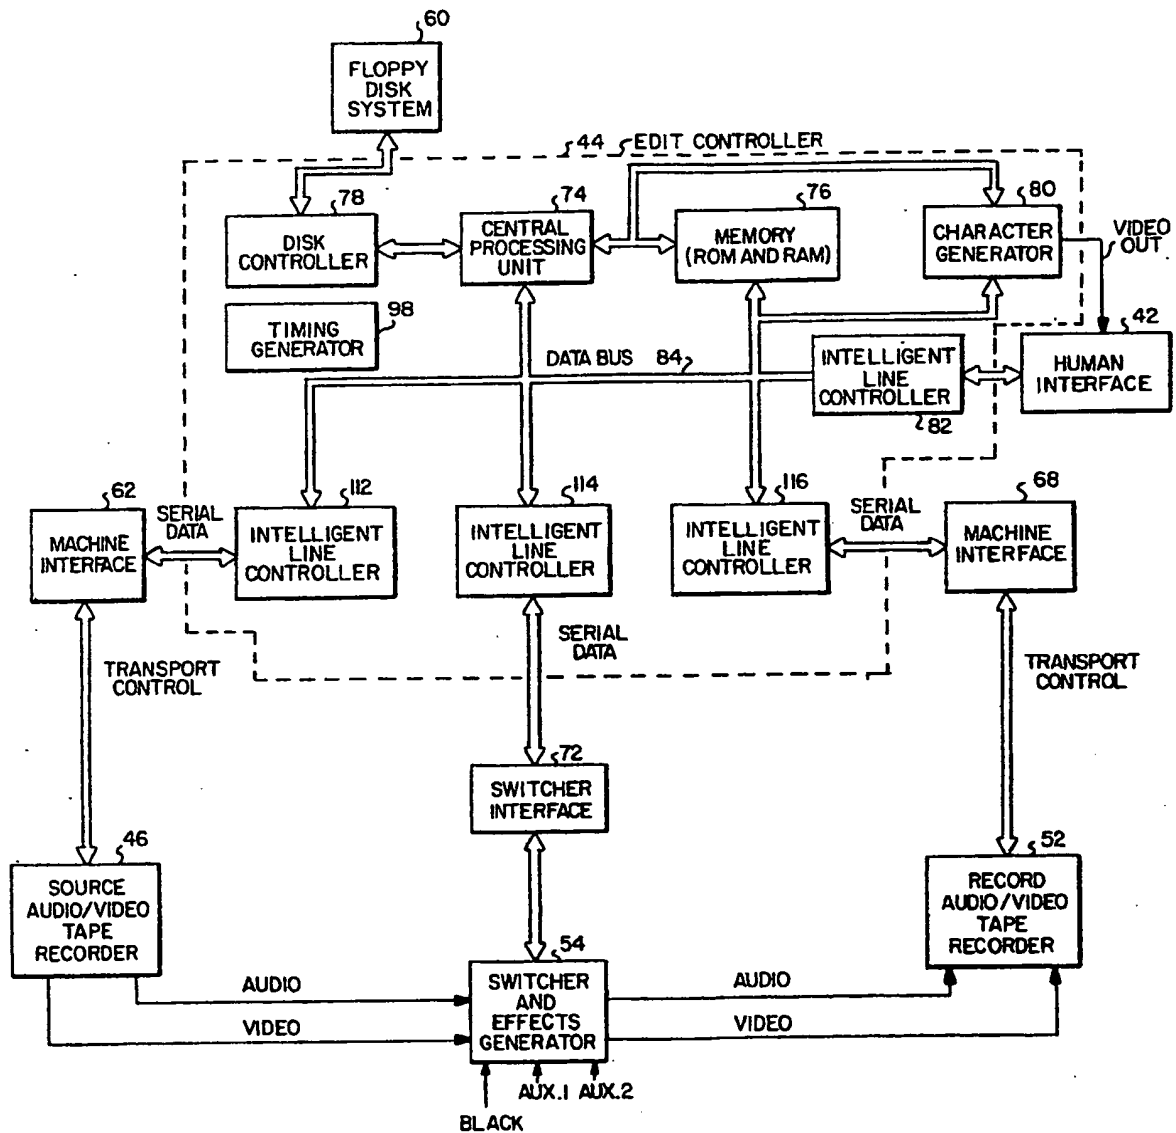 60
FLOPPY
DISK
SYSTEM
44
EDIT CONTROLLER
78
DISK
CONTROLLER
74
CENTRAL
PROCESSING
UNIT
76
MEMORY
(ROM AND RAM)
80
CHARACTER
GENERATOR
VIDEO
OUT
98
TIMING
GENERATOR
DATA BUS 84
INTELLIGENT
LINE
CONTROLLER
82
42
HUMAN
INTERFACE
62
MACHINE
INTERFACE
SERIAL
DATA
112
INTELLIGENT
LINE
CONTROLLER
114
INTELLIGENT
LINE
CONTROLLER
116
INTELLIGENT
LINE
CONTROLLER
SERIAL
DATA
68
MACHINE
INTERFACE
TRANSPORT
CONTROL
SERIAL
DATA
TRANSPORT
CONTROL
72
SWITCHER
INTERFACE
46
SOURCE
AUDIO/VIDEO
TAPE
RECORDER
52
RECORD
AUDIO/VIDEO
TAPE
RECORDER
54
SWITCHER
AND
EFFECTS
GENERATOR
AUDIO
VIDEO
AUDIO
VIDEO
BLACK
AUX.1
AUX.2